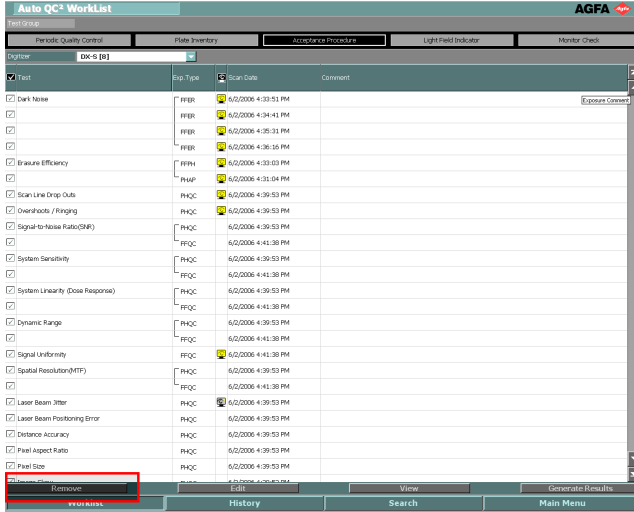 Auto QC² WorkList
AGFA
Agfa
Test Group
Periodic Quality Control Plate Inventory Acceptance Procedure Light Field Indicator Monitor Check
Digitizer DX-S [8]
Test Exp.Type Scan Date Comment
Dark Noise FFER 6/2/2006 4:33:51 PM
Exposure Comment
FFER 6/2/2006 4:34:41 PM
FFER 6/2/2006 4:35:31 PM
FFER 6/2/2006 4:36:16 PM
Erasure Efficiency FFPH 6/2/2006 4:33:03 PM
PHAP 6/2/2006 4:31:04 PM
Scan Line Drop Outs PHQC 6/2/2006 4:39:53 PM
Overshoots / Ringing PHQC 6/2/2006 4:39:53 PM
Signal-to-Noise Ratio(SNR) PHQC 6/2/2006 4:39:53 PM
FFQC 6/2/2006 4:41:38 PM
System Sensitivity PHQC 6/2/2006 4:39:53 PM
FFQC 6/2/2006 4:41:38 PM
System Linearity (Dose Response) PHQC 6/2/2006 4:39:53 PM
FFQC 6/2/2006 4:41:38 PM
Dynamic Range PHQC 6/2/2006 4:39:53 PM
FFQC 6/2/2006 4:41:38 PM
Signal Uniformity FFQC 6/2/2006 4:41:38 PM
Spatial Resolution(MTF) PHQC 6/2/2006 4:39:53 PM
FFQC 6/2/2006 4:41:38 PM
Laser Beam Jitter PHQC 6/2/2006 4:39:53 PM
Laser Beam Positioning Error PHQC 6/2/2006 4:39:53 PM
Distance Accuracy PHQC 6/2/2006 4:39:53 PM
Pixel Aspect Ratio PHQC 6/2/2006 4:39:53 PM
Pixel Size PHQC 6/2/2006 4:39:53 PM
Remove Edit View Generate Results
Worklist History Search Main Menu